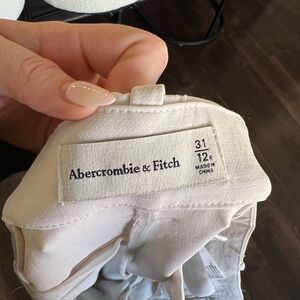 Abercrombie & Fitch
31
12R
MADE IN
CHINA